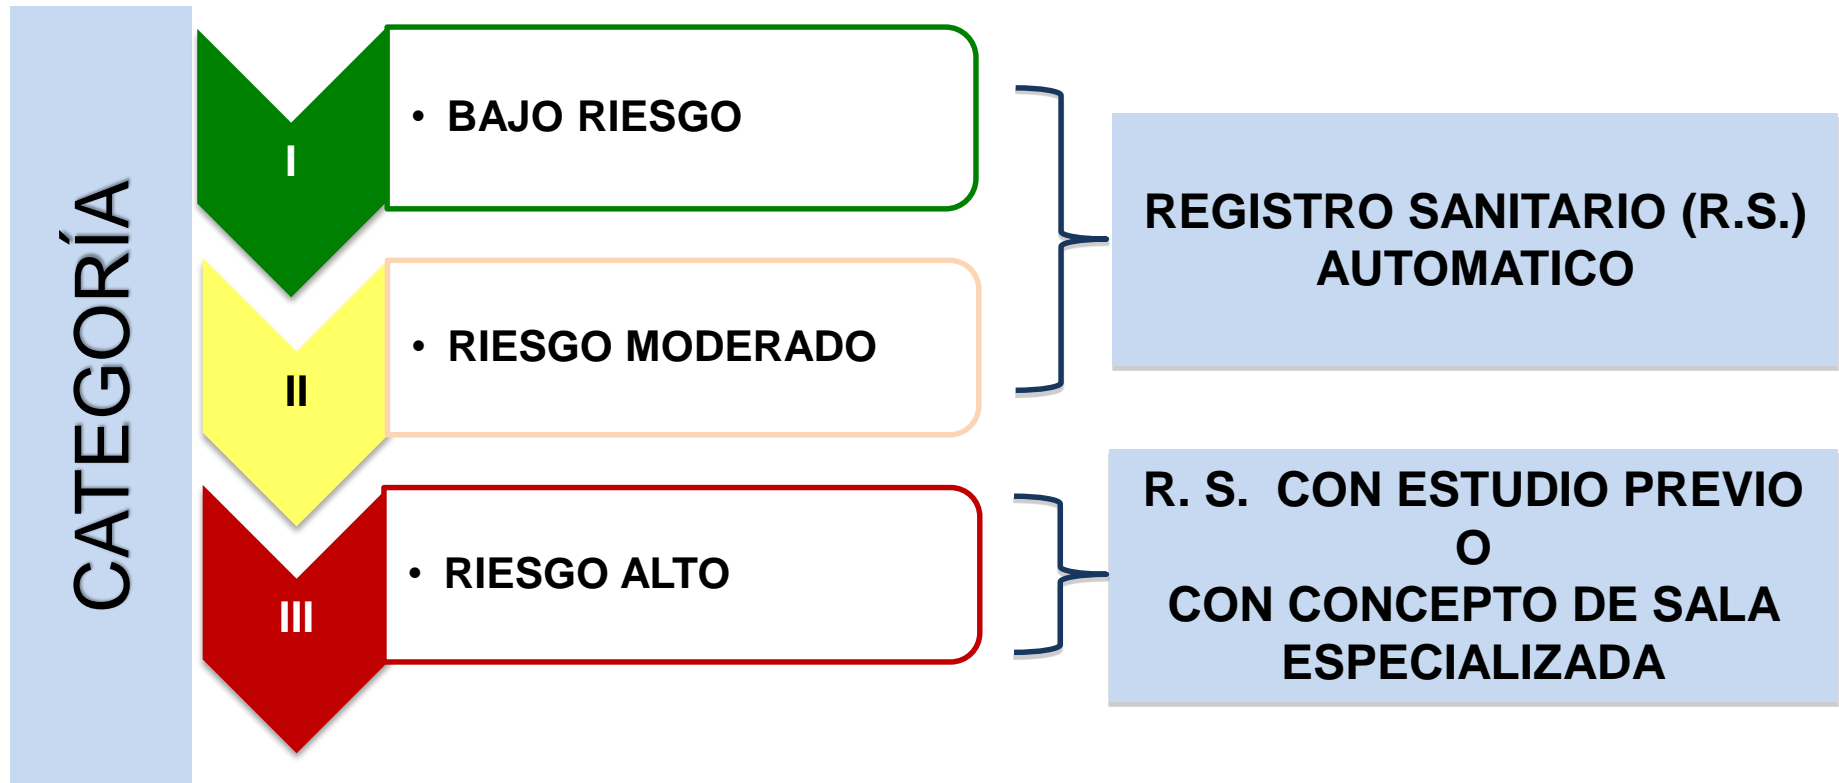 CATEGORÍA
I
• BAJO RIESGO
II
• RIESGO MODERADO
III
• RIESGO ALTO
REGISTRO SANITARIO (R.S.)
AUTOMATICO
R. S. CON ESTUDIO PREVIO
O
CON CONCEPTO DE SALA
ESPECIALIZADA